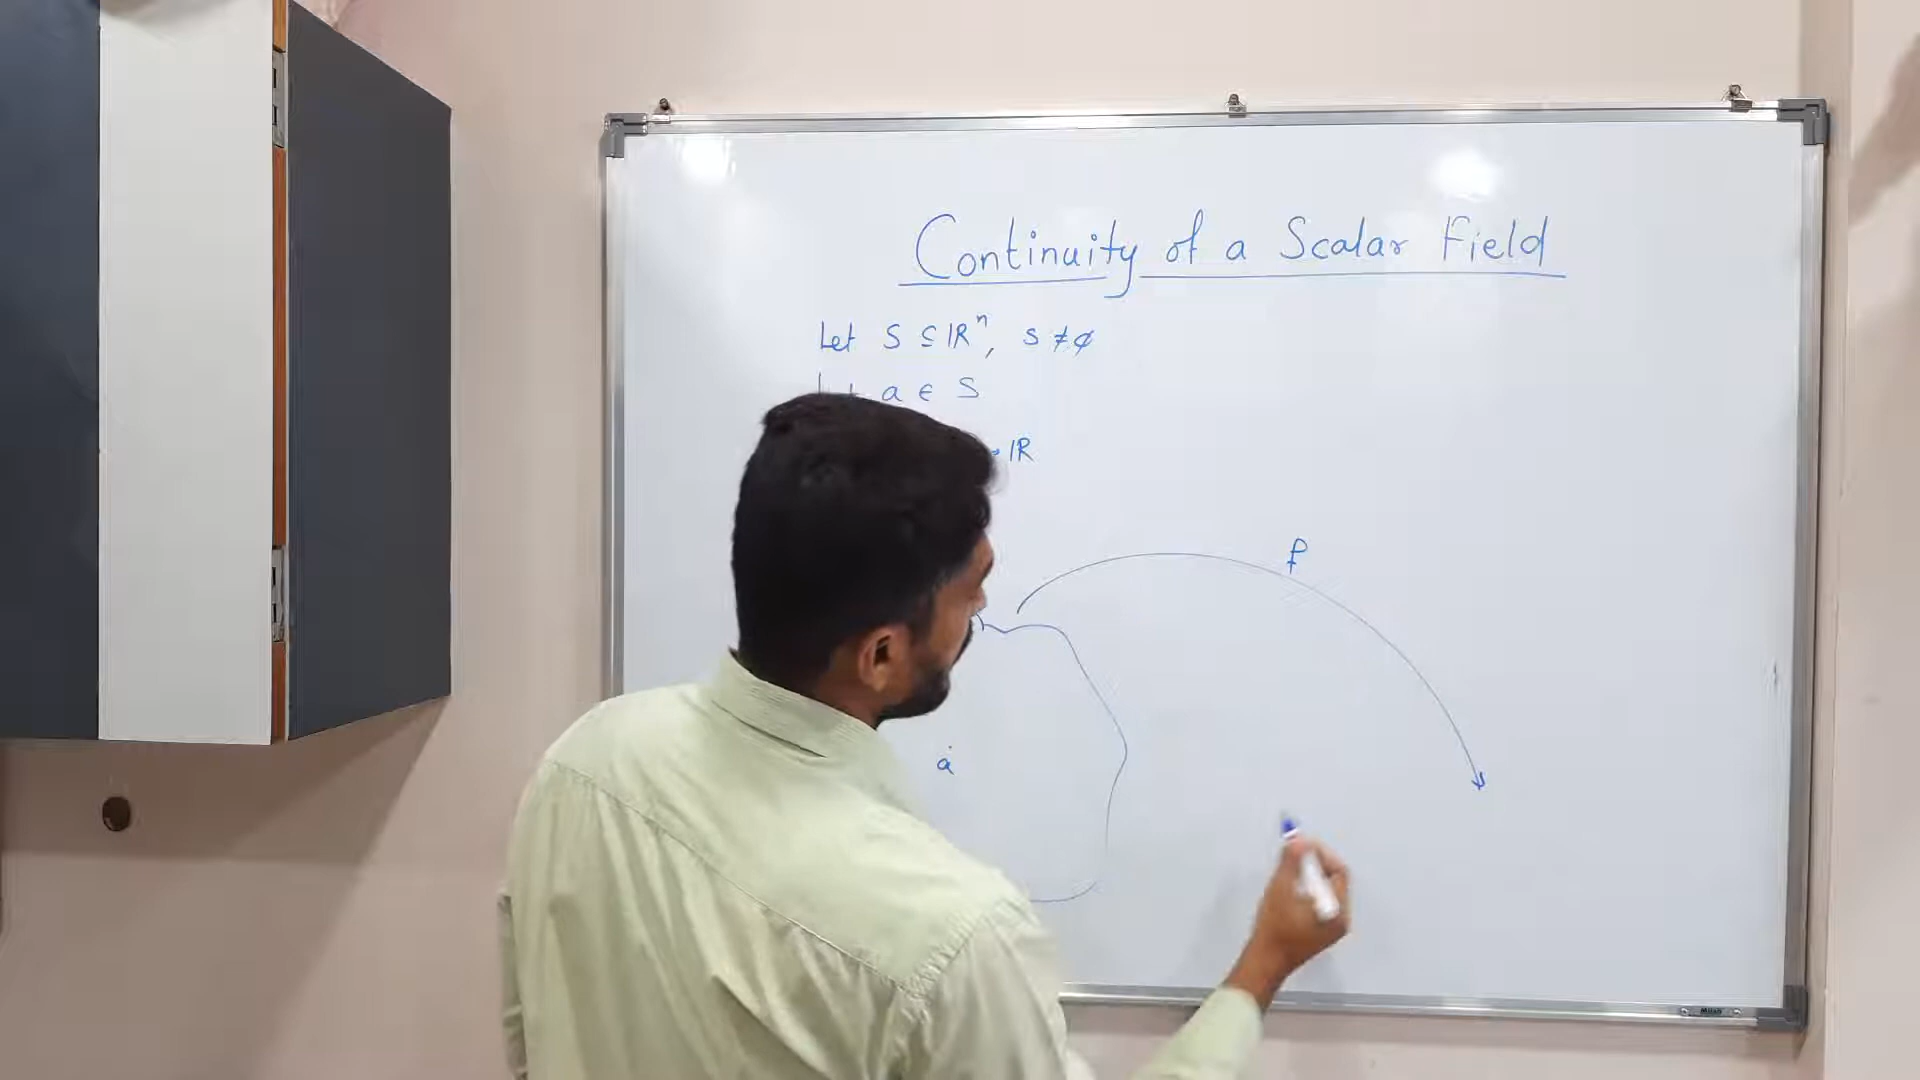 Continuity of a Scalar Field
Let S ⊆ ℝⁿ, S ≠ φ
a ∈ S
ℝ
f
a